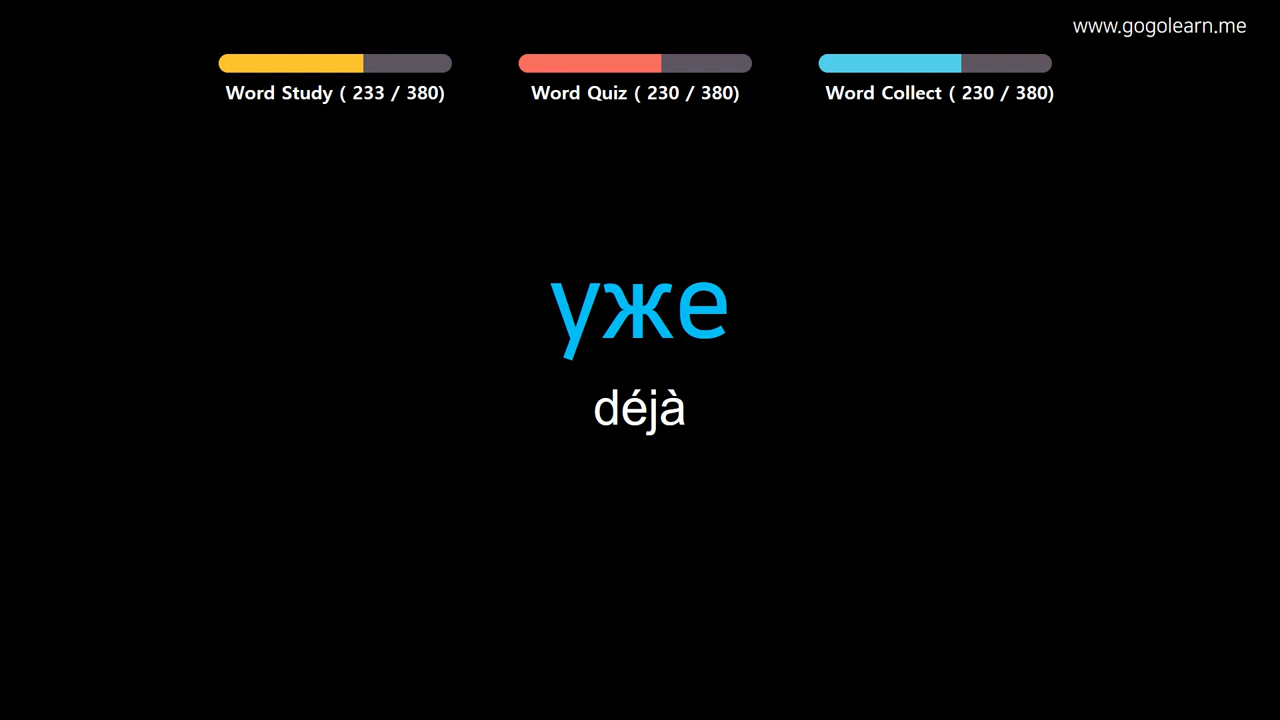 www.gogolearn.me
Word Study ( 233 / 380)
Word Quiz ( 230 / 380)
Word Collect ( 230 / 380)
уже
déjà